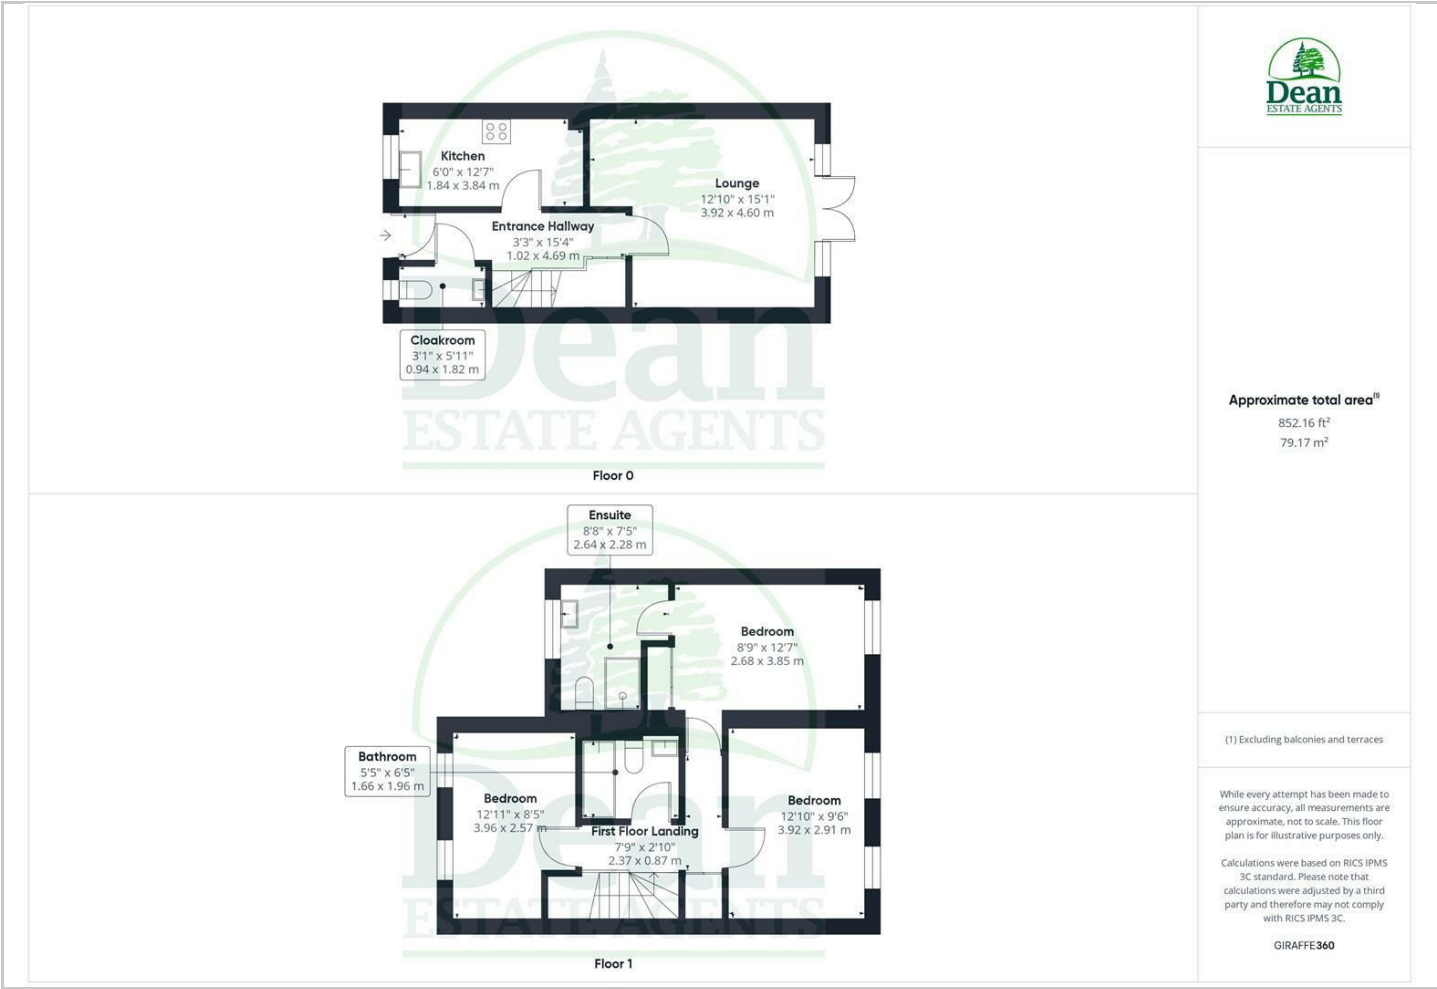 Kitchen
6'0" x 12'7"
1.84 x 3.84 m
Lounge
12'10" x 15'1"
3.92 x 4.60 m
Entrance Hallway
3'3" x 15'4"
1.02 x 4.69 m
Cloakroom
3'1" x 5'11"
0.94 x 1.82 m
Dean
ESTATE AGENTS
Floor 0
Ensuite
8'8" x 7'5"
2.64 x 2.28 m
Bedroom
8'9" x 12'7"
2.68 x 3.85 m
Bathroom
5'5" x 6'5"
1.66 x 1.96 m
Bedroom
12'11" x 8'5"
3.96 x 2.57 m
First Floor Landing
7'9" x 2'10"
2.37 x 0.87 m
Bedroom
12'10" x 9'6"
3.92 x 2.91 m
Dean
ESTATE AGENTS
Floor 1
Dean
ESTATE AGENTS
Approximate total area⁽¹⁾
852.16 ft²
79.17 m²
(1) Excluding balconies and terraces
While every attempt has been made to
ensure accuracy, all measurements are
approximate, not to scale. This floor
plan is for illustrative purposes only.
Calculations were based on RICS IPMS
3C standard. Please note that
calculations were adjusted by a third
party and therefore may not comply
with RICS IPMS 3C.
GIRAFFE360